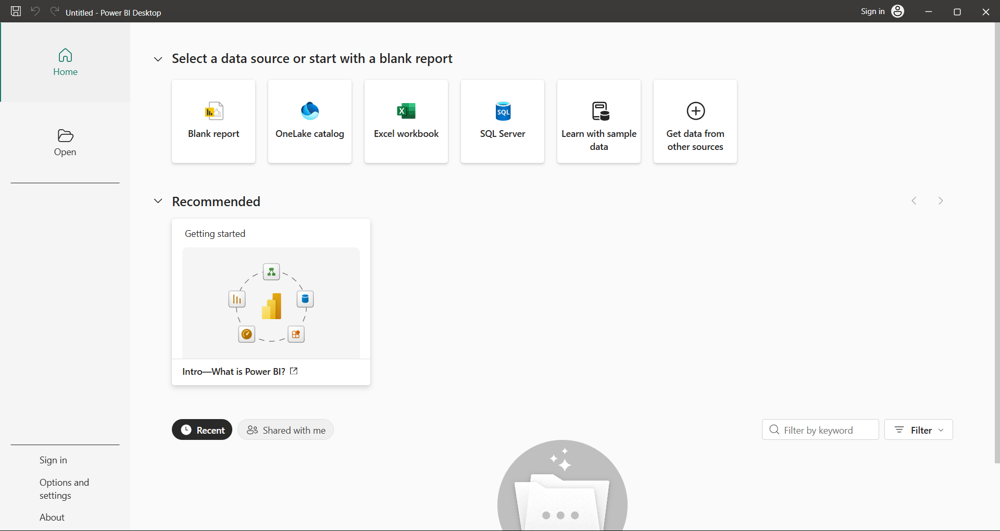 Untitled - Power BI Desktop
Sign in
Home
Open
Select a data source or start with a blank report
Blank report
OneLake catalog
Excel workbook
SQL
SQL Server
Learn with sample
data
Get data from
other sources
Recommended
Getting started
Intro—What is Power BI?
Recent
Shared with me
Filter by keyword
Filter
Sign in
Options and
settings
About